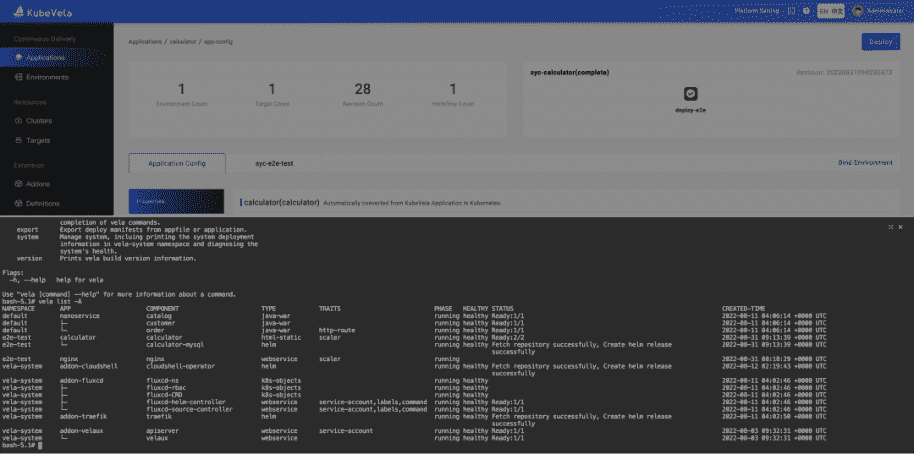 KubeVela
Platform Setting
EN 中文
Administrator
Continuous Delivery
Applications
Environments
Resources
Clusters
Targets
Extension
Addons
Definitions
Applications / calculator / app-config
Deploy
1
Environment Count
1
Target Count
28
Revision Count
1
Workflow Count
syc-calculator(complete)
Revision:
deploy-e2e
Application Config
syc-e2e-test
Bind Environment
Properties
calculator(calculator) Automatically converted from KubeVela Application in Kubernetes.
completion of vela commands.
export Export deploy manifests from appfile or application.
system Manage system, incluing printing the system deployment
information in vela-system namespace and diagnosing the
system's health.
version Prints vela build version information.
Flags:
-h, --help help for vela
Use "vela [command] --help" for more information about a command.
bash-5.1# vela list -A
NAMESPACE APP COMPONENT TYPE TRAITS PHASE HEALTHY STATUS CREATED-TIME
default namoservice catalog java-war running healthy Ready:1/1 2022-08-11 04:06:14 +0000 UTC
default ├─ customer java-war running healthy Ready:1/1 2022-08-11 04:06:14 +0000 UTC
default └─ order java-war http-route running healthy Ready:1/1 2022-08-11 04:06:14 +0000 UTC
e2e-test calculator calculator html-static scaler running healthy Ready:2/2 2022-08-31 09:13:39 +0000 UTC
e2e-test └─ calculator-mysql helm running healthy Fetch repository successfully, Create helm release 2022-08-31 09:13:39 +0000 UTC
successfully
e2e-test nginx nginx webservice scaler running 2022-08-31 08:18:29 +0000 UTC
vela-system addon-cloudshell cloudshell-operator helm running healthy Fetch repository successfully, Create helm release 2022-08-12 02:19:43 +0000 UTC
successfully
vela-system addon-fluxcd fluxcd-ns k8s-objects running healthy 2022-08-11 04:02:46 +0000 UTC
vela-system ├─ fluxcd-rbac k8s-objects running healthy 2022-08-11 04:02:46 +0000 UTC
vela-system ├─ fluxcd-CRD k8s-objects running healthy 2022-08-11 04:02:46 +0000 UTC
vela-system ├─ fluxcd-helm-controller webservice service-account,labels,command running healthy Ready:1/1 2022-08-11 04:02:46 +0000 UTC
vela-system └─ fluxcd-source-controller webservice service-account,labels,command running healthy Ready:1/1 2022-08-11 04:02:46 +0000 UTC
vela-system addon-traefik traefik helm running healthy Fetch repository successfully, Create helm release 2022-08-11 04:02:50 +0000 UTC
successfully
vela-system addon-velaux apiserver webservice service-account running healthy Ready:1/1 2022-08-03 09:32:31 +0000 UTC
vela-system └─ velaux webservice running healthy Ready:1/1 2022-08-03 09:32:31 +0000 UTC
bash-5.1#